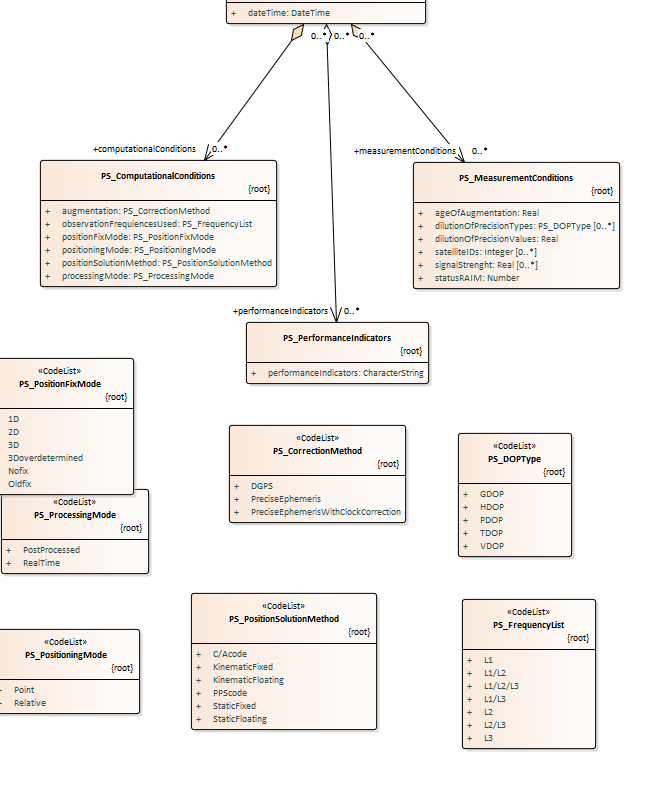 + dateTime: DateTime
0..* 0..* 0..*
+computationalConditions 0..*
+measurementConditions 0..*
PS_ComputationalConditions
{root}
+ augmentation: PS_CorrectionMethod
+ observationFrequiencesUsed: PS_FrequencyList
+ positionFixMode: PS_PositionFixMode
+ positioningMode: PS_PositioningMode
+ positionSolutionMethod: PS_PositionSolutionMethod
+ processingMode: PS_ProcessingMode
PS_MeasurementConditions
{root}
+ ageOfAugmentation: Real
+ dilutionOfPrecisionTypes: PS_DOPType [0..*]
+ dilutionOfPrecisionValues: Real
+ satelliteIDs: Integer [0..*]
+ signalStrenght: Real [0..*]
+ statusRAIM: Number
+performanceIndicators 0..*
PS_PerformanceIndicators
{root}
+ performanceIndicators: CharacterString
«CodeList»
PS_PositionFixMode
{root}
1D
2D
3D
3Doverdetermined
Nofix
Oldfix
«CodeList»
PS_CorrectionMethod
{root}
+ DGPS
+ PreciseEphemeris
+ PreciseEphemerisWithClockCorrection
«CodeList»
PS_DOPType
{root}
+ GDOP
+ HDOP
+ PDOP
+ TDOP
+ VDOP
«CodeList»
PS_ProcessingMode
{root}
+ PostProcessed
+ RealTime
«CodeList»
PS_PositioningMode
{root}
+ Point
+ Relative
«CodeList»
PS_PositionSolutionMethod
{root}
+ C/Acode
+ KinematicFixed
+ KinematicFloating
+ PPScode
+ StaticFixed
+ StaticFloating
«CodeList»
PS_FrequencyList
{root}
+ L1
+ L1/L2
+ L1/L2/L3
+ L1/L3
+ L2
+ L2/L3
+ L3